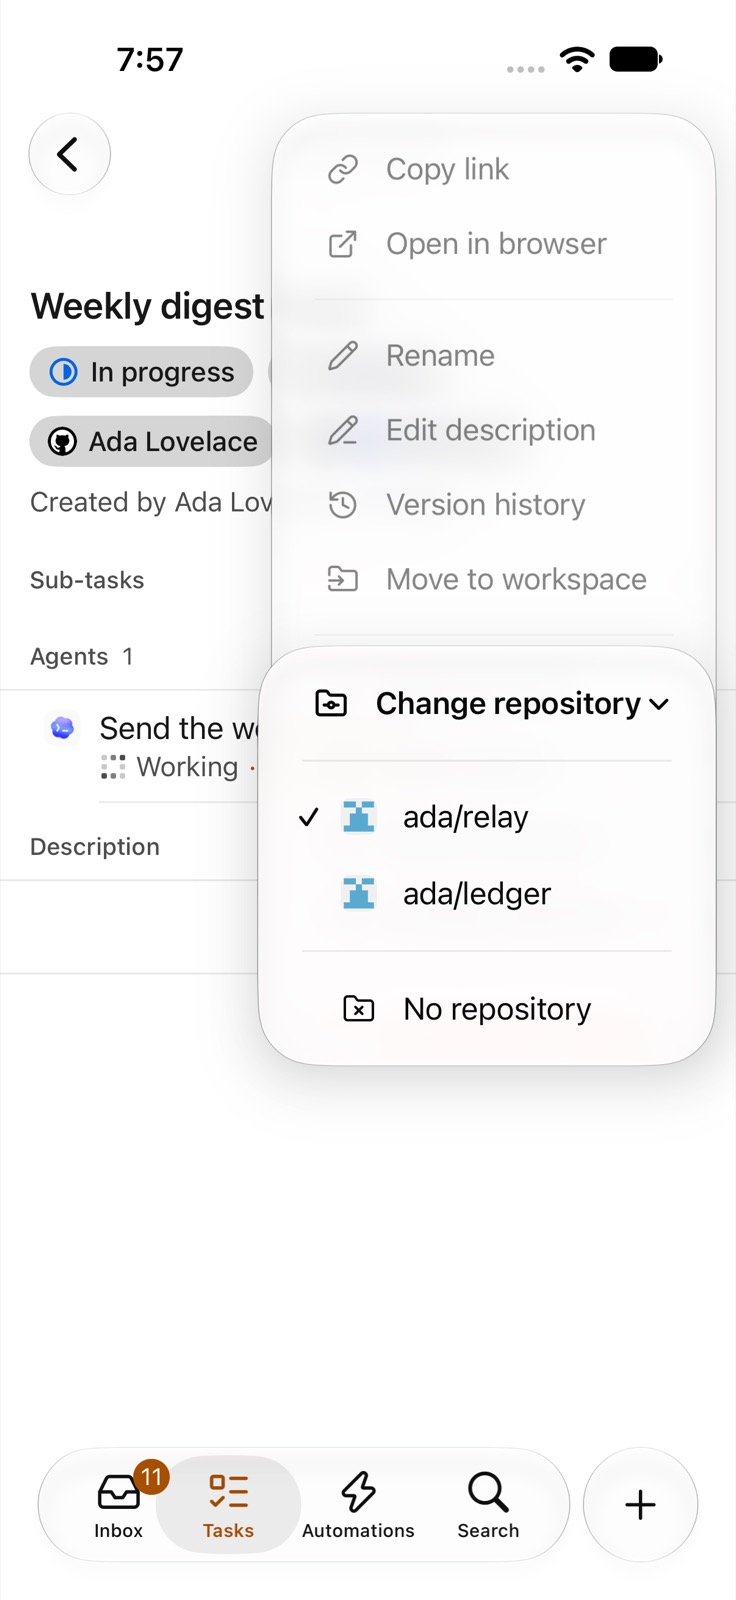 7:57
Copy link
Open in browser
Weekly digest
Rename
In progress
Edit description
Ada Lovelace
Created by Ada Lov
Version history
Sub-tasks
Move to workspace
Agents 1
Change repository
Send the we
Working ·
ada/relay
Description
ada/ledger
No repository
11
Inbox
Tasks
Automations
Search